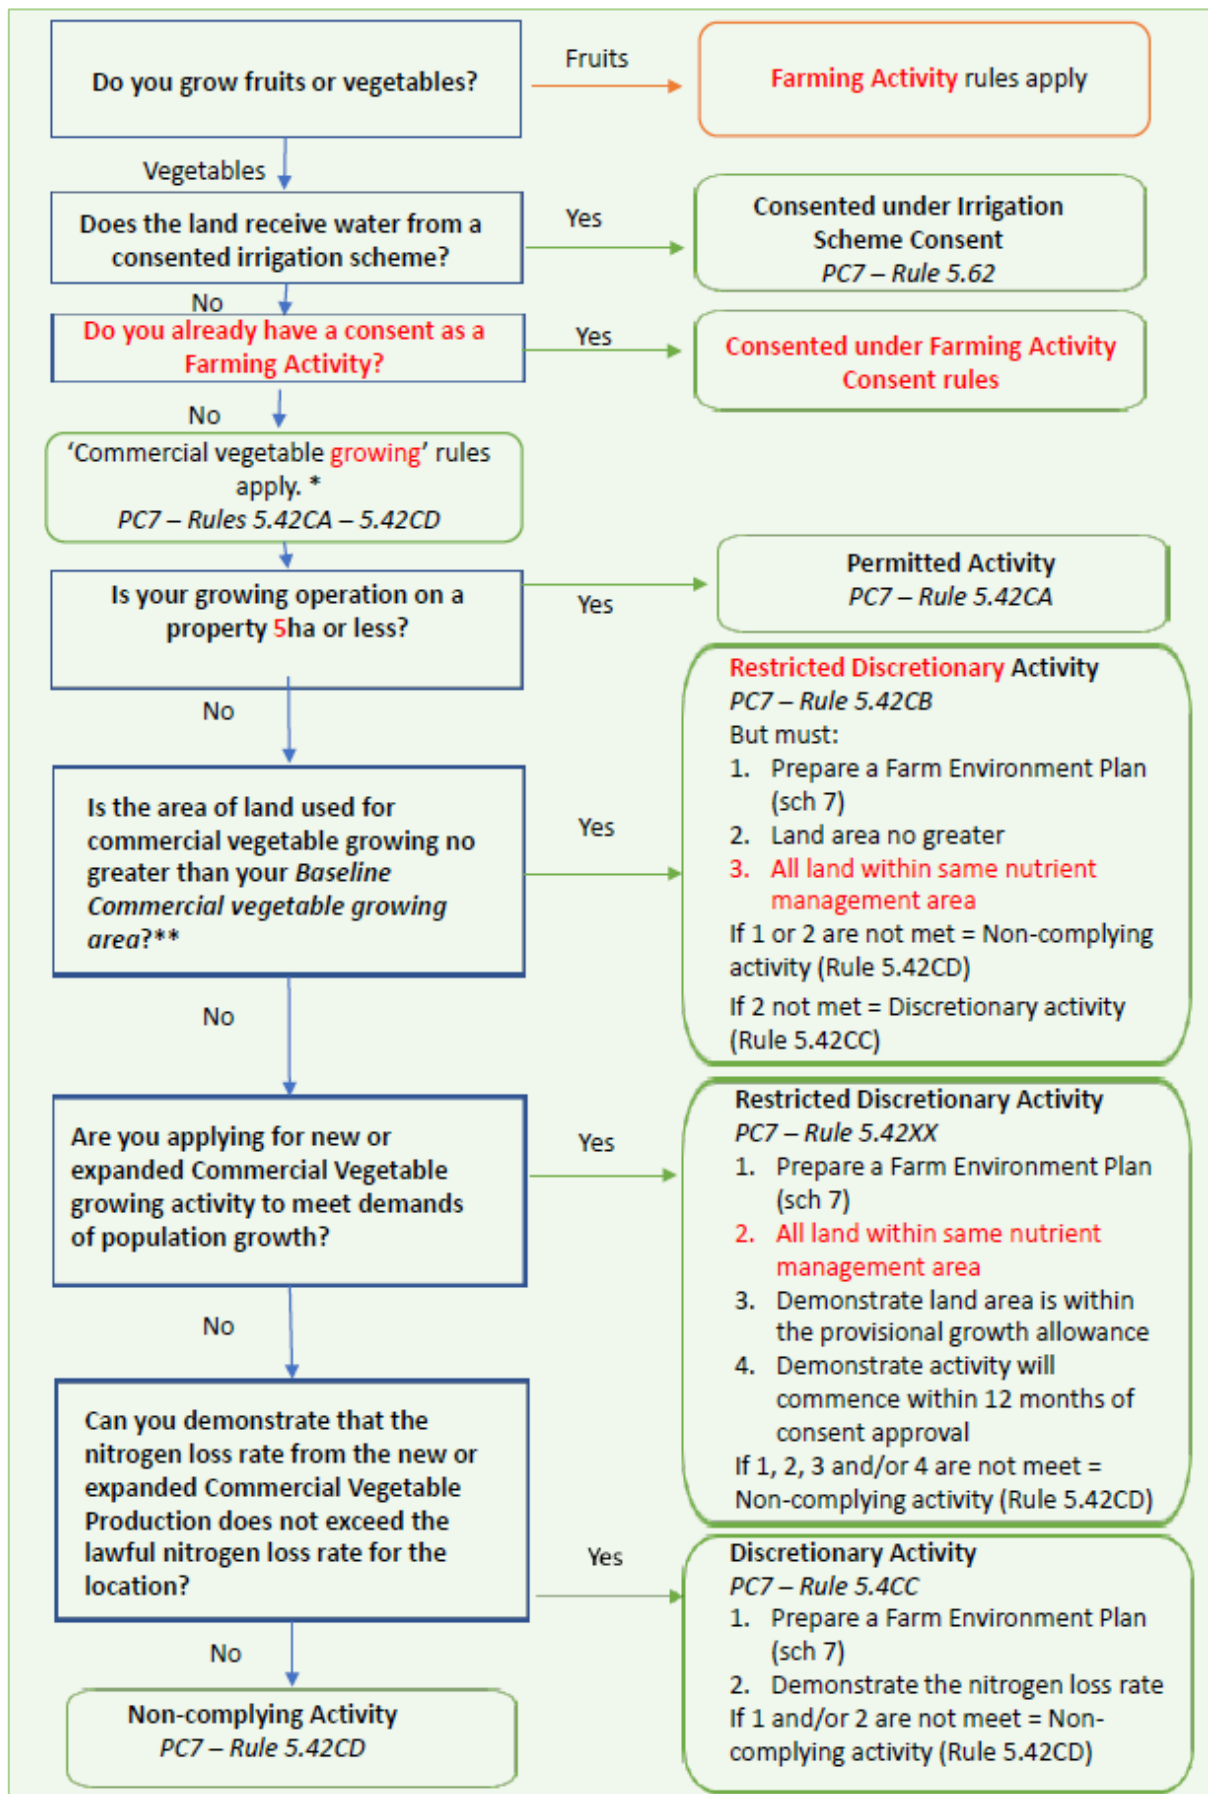 Do you grow fruits or vegetables?
Fruits
Farming Activity rules apply
Vegetables
Does the land receive water from a
consented irrigation scheme?
Yes
Consented under Irrigation
Scheme Consent
PC7 – Rule 5.62
No
Do you already have a consent as a
Farming Activity?
Yes
Consented under Farming Activity
Consent rules
No
‘Commercial vegetable growing’ rules
apply. *
PC7 – Rules 5.42CA – 5.42CD
Is your growing operation on a
property 5ha or less?
Yes
Permitted Activity
PC7 – Rule 5.42CA
No
Is the area of land used for
commercial vegetable growing no
greater than your Baseline
Commercial vegetable growing
area?**
Yes
Restricted Discretionary Activity
PC7 – Rule 5.42CB
But must:
1. Prepare a Farm Environment Plan
(sch 7)
2. Land area no greater
3. All land within same nutrient
management area
If 1 or 2 are not met = Non-complying
activity (Rule 5.42CD)
If 2 not met = Discretionary activity
(Rule 5.42CC)
No
Are you applying for new or
expanded Commercial Vegetable
growing activity to meet demands
of population growth?
Yes
Restricted Discretionary Activity
PC7 – Rule 5.42XX
1. Prepare a Farm Environment Plan
(sch 7)
2. All land within same nutrient
management area
3. Demonstrate land area is within
the provisional growth allowance
4. Demonstrate activity will
commence within 12 months of
consent approval
If 1, 2, 3 and/or 4 are not meet =
Non-complying activity (Rule 5.42CD)
No
Can you demonstrate that the
nitrogen loss rate from the new or
expanded Commercial Vegetable
Production does not exceed the
lawful nitrogen loss rate for the
location?
Yes
Discretionary Activity
PC7 – Rule 5.4CC
1. Prepare a Farm Environment Plan
(sch 7)
2. Demonstrate the nitrogen loss rate
If 1 and/or 2 are not meet = Non-
complying activity (Rule 5.42CD)
No
Non-complying Activity
PC7 – Rule 5.42CD